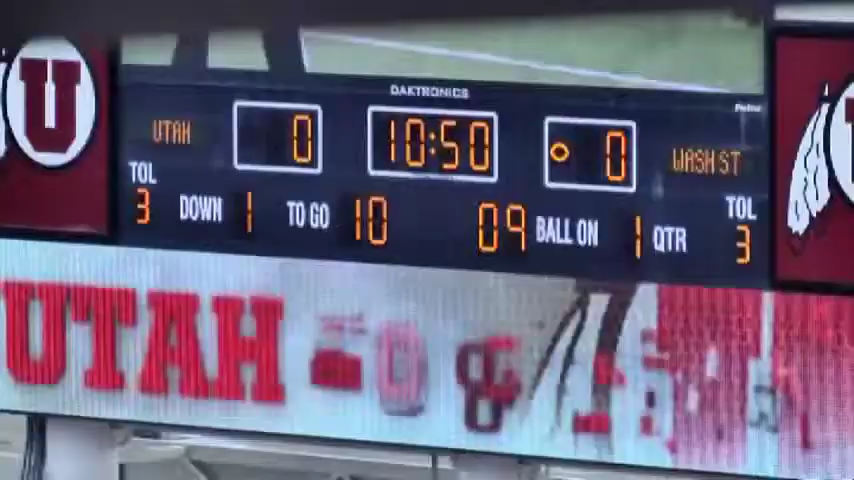 DAKTRONICS
U
UTAH 0 10:50 0 WASH ST
TOL TOL
3 DOWN 1 TO GO 10 09 BALL ON 1 QTR 3
UTAH